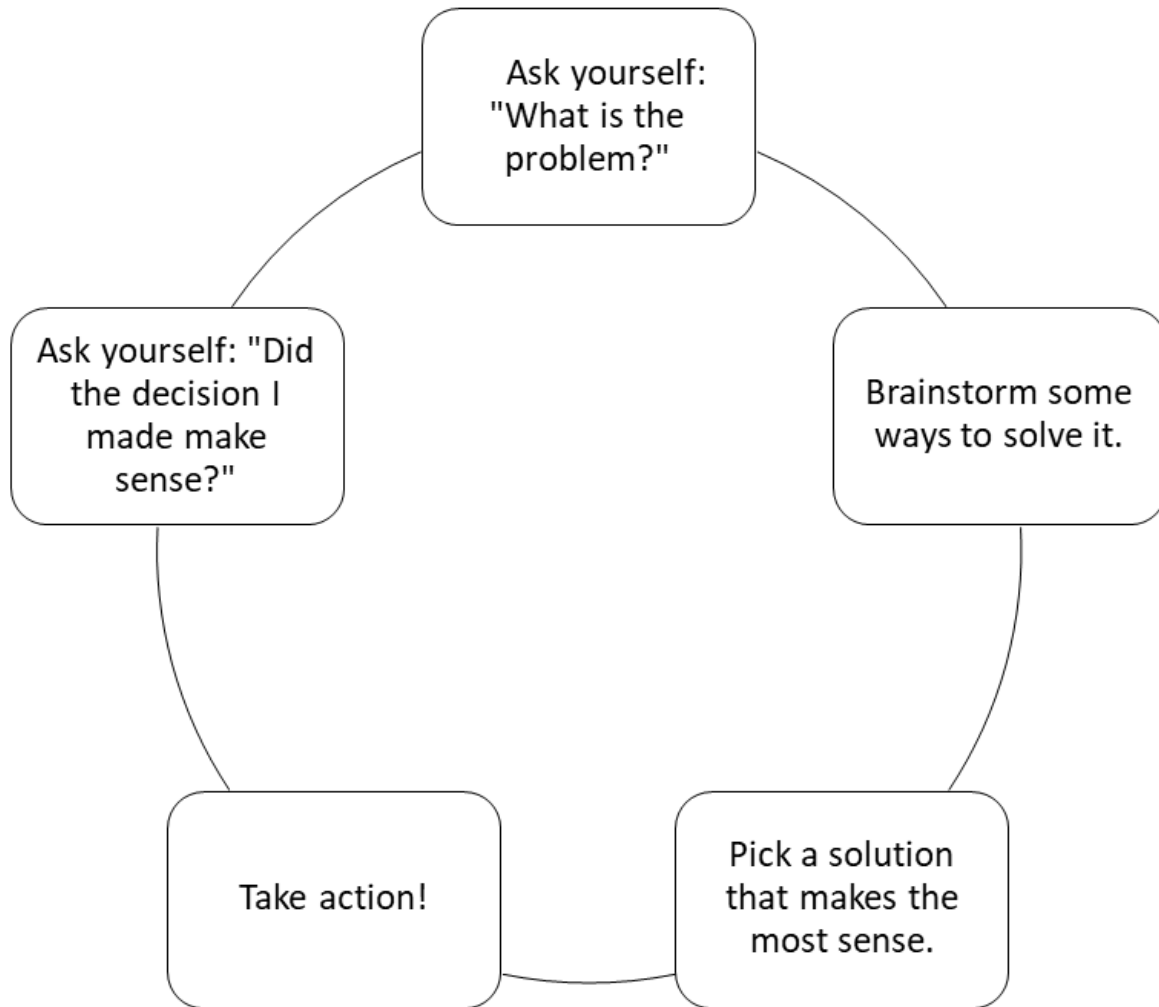 Ask yourself:
"What is the
problem?"
Brainstorm some
ways to solve it.
Pick a solution
that makes the
most sense.
Take action!
Ask yourself: "Did
the decision I
made make
sense?"